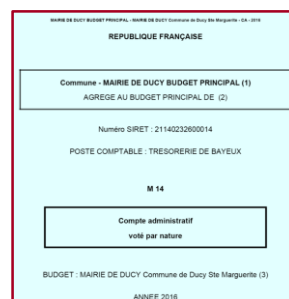 MAIRIE DE DUCY BUDGET PRINCIPAL - MAIRIE DE DUCY Commune de Ducy Ste Marguerite - CA - 2016
REPUBLIQUE FRANÇAISE
Commune - MAIRIE DE DUCY BUDGET PRINCIPAL (1)
AGREGE AU BUDGET PRINCIPAL DE (2)
Numéro SIRET : 21140232600014
POSTE COMPTABLE : TRESORERIE DE BAYEUX
M 14
Compte administratif
voté par nature
BUDGET : MAIRIE DE DUCY Commune de Ducy Ste Marguerite (3)
ANNEE 2016